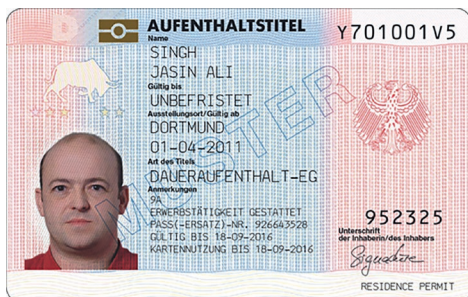 D
AUFENTHALTSTITEL
Y701001V5
Name
SINGH
JASIN ALI
Gültig bis
UNBEFRISTET
Ausstellungsort/Gültig ab
DORTMUND
01-04-2011
Art des Titels
DAUERAUFENTHALT-EG
Anmerkungen
9A
ERWERBSTÄTIGKEIT GESTATTET
PASS(-ERSATZ)-NR. 926643528
GÜLTIG BIS 18-09-2016
KARTENNUTZUNG BIS 18-09-2016
952325
Unterschrift
der Inhaberin/des Inhabers
Signature
RESIDENCE PERMIT
MUSTER